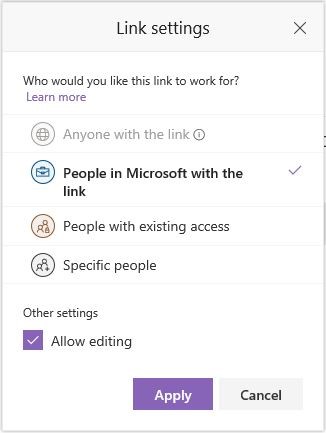 Link settings
Who would you like this link to work for?
Learn more
Anyone with the link
People in Microsoft with the
link
People with existing access
Specific people
Other settings
Allow editing
Apply Cancel